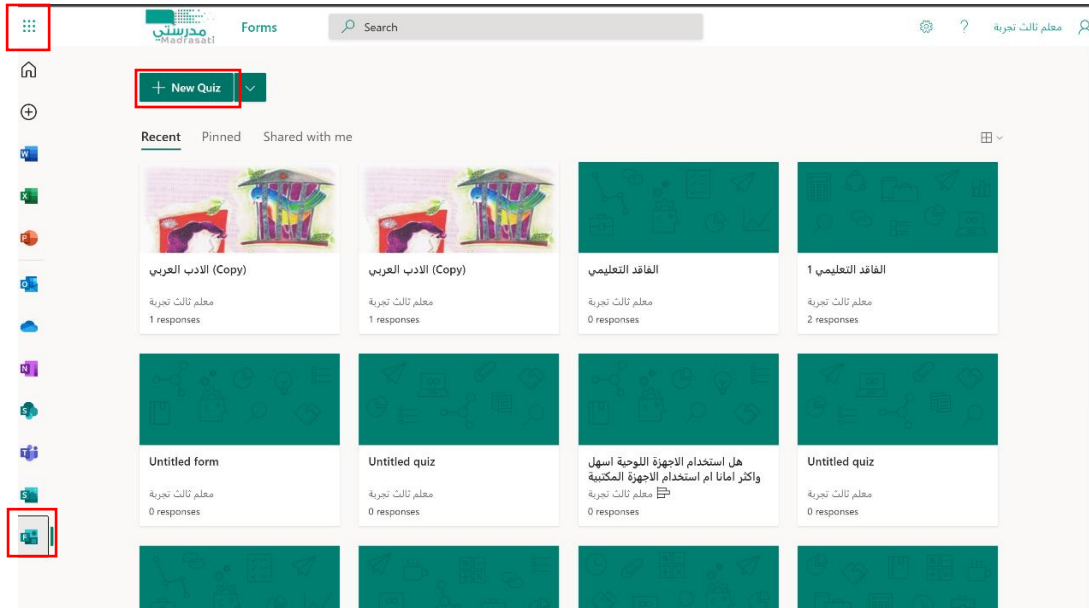 مدرستي
Madrasati
Forms
Search
?
معلم ثالث تجربة
+ New Quiz
Recent Pinned Shared with me
الادب العربي (Copy)
معلم ثالث تجربة
1 responses
الادب العربي (Copy)
معلم ثالث تجربة
1 responses
الفاقد التعليمي
معلم ثالث تجربة
0 responses
الفاقد التعليمي 1
معلم ثالث تجربة
2 responses
Untitled form
معلم ثالث تجربة
0 responses
Untitled quiz
معلم ثالث تجربة
0 responses
هل استخدام الاجهزة اللوحية اسهل
واكثر امانا ام استخدام الاجهزة المكتبية
معلم ثالث تجربة
0 responses
Untitled quiz
معلم ثالث تجربة
0 responses